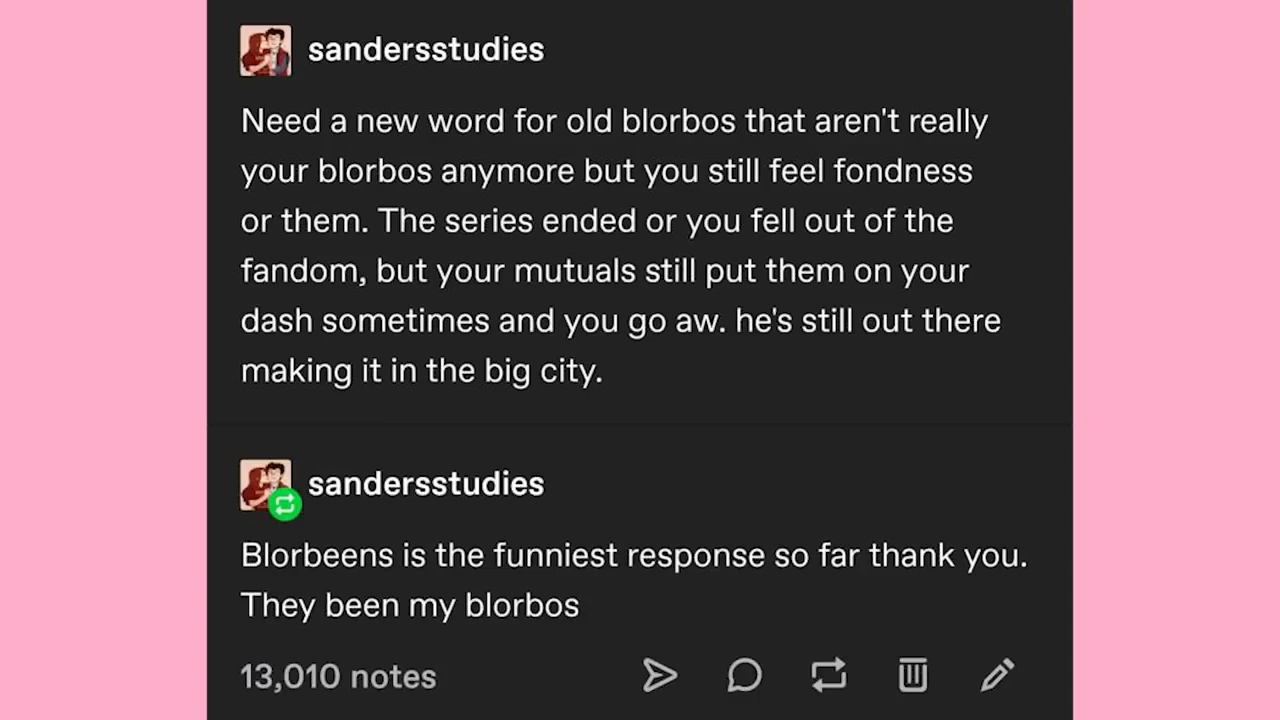 sandersstudies
Need a new word for old blorbos that aren't really
your blorbos anymore but you still feel fondness
or them. The series ended or you fell out of the
fandom, but your mutuals still put them on your
dash sometimes and you go aw. he's still out there
making it in the big city.
sandersstudies
Blorbeens is the funniest response so far thank you.
They been my blorbos
13,010 notes